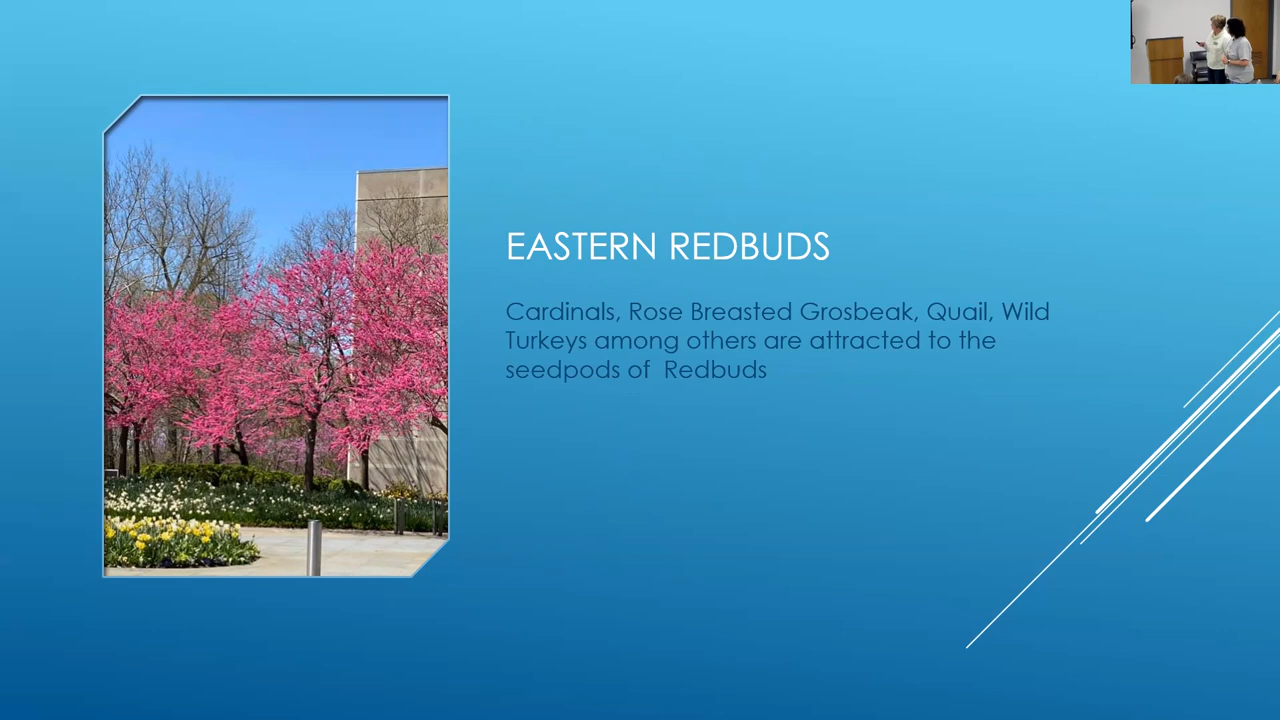 EASTERN REDBUDS
Cardinals, Rose Breasted Grosbeak, Quail, Wild
Turkeys among others are attracted to the
seedpods of  Redbuds